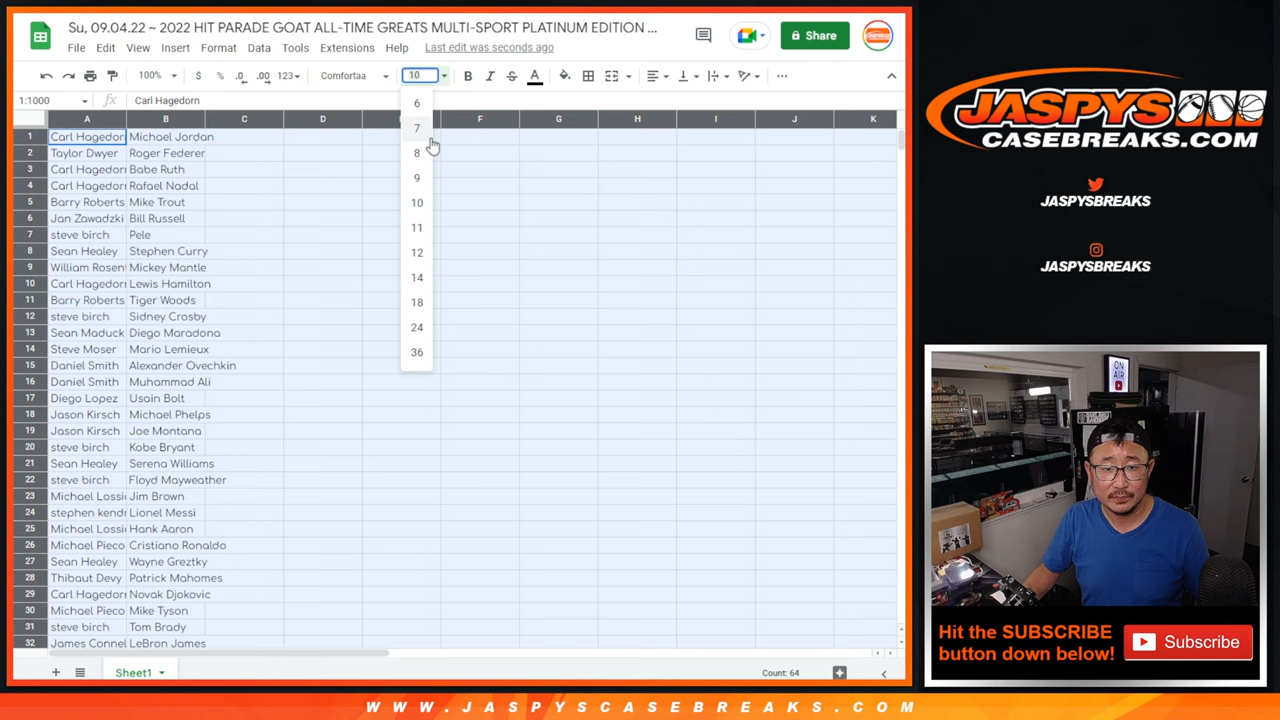 Su, 09.04.22 ~ 2022 HIT PARADE GOAT ALL-TIME GREATS MULTI-SPORT PLATINUM EDITION ...
File Edit View Insert Format Data Tools Extensions Help Last edit was seconds ago
Share
100% $ % .0 .00 123 Comfortaa 10 B I S A
1:1000 fx Carl Hagedorn
A B C D E F G H I J K
1 Carl Hagedor Michael Jordan
2 Taylor Dwyer Roger Federer
3 Carl Hagedorn Babe Ruth
4 Carl Hagedorn Rafael Nadal
5 Barry Roberts Mike Trout
6 Jan Zawadzki Bill Russell
7 steve birch Pele
8 Sean Healey Stephen Curry
9 William Rosent Mickey Mantle
10 Carl Hagedorn Lewis Hamilton
11 Barry Roberts Tiger Woods
12 steve birch Sidney Crosby
13 Sean Maduck Diego Maradona
14 Steve Moser Mario Lemieux
15 Daniel Smith Alexander Ovechkin
16 Daniel Smith Muhammad Ali
17 Diego Lopez Usain Bolt
18 Jason Kirsch Michael Phelps
19 Jason Kirsch Joe Montana
20 steve birch Kobe Bryant
21 Sean Healey Serena Williams
22 steve birch Floyd Mayweather
23 Michael Lossi Jim Brown
24 stephen kendr Lionel Messi
25 Michael Lossi Hank Aaron
26 Michael Pieco Cristiano Ronaldo
27 Sean Healey Wayne Greztky
28 Thibaut Devy Patrick Mahomes
29 Carl Hagedorn Novak Djokovic
30 Michael Pieco Mike Tyson
31 steve birch Tom Brady
32 James Connel LeBron James
6
7
8
9
10
11
12
14
18
24
36
Sheet1
Count: 64
JASPYS
CASEBREAKS.COM
JASPYSBREAKS
JASPYSBREAKS
ON AIR
Hit the SUBSCRIBE
button down below!
Subscribe
WWW.JASPYSCASEBREAKS.COM